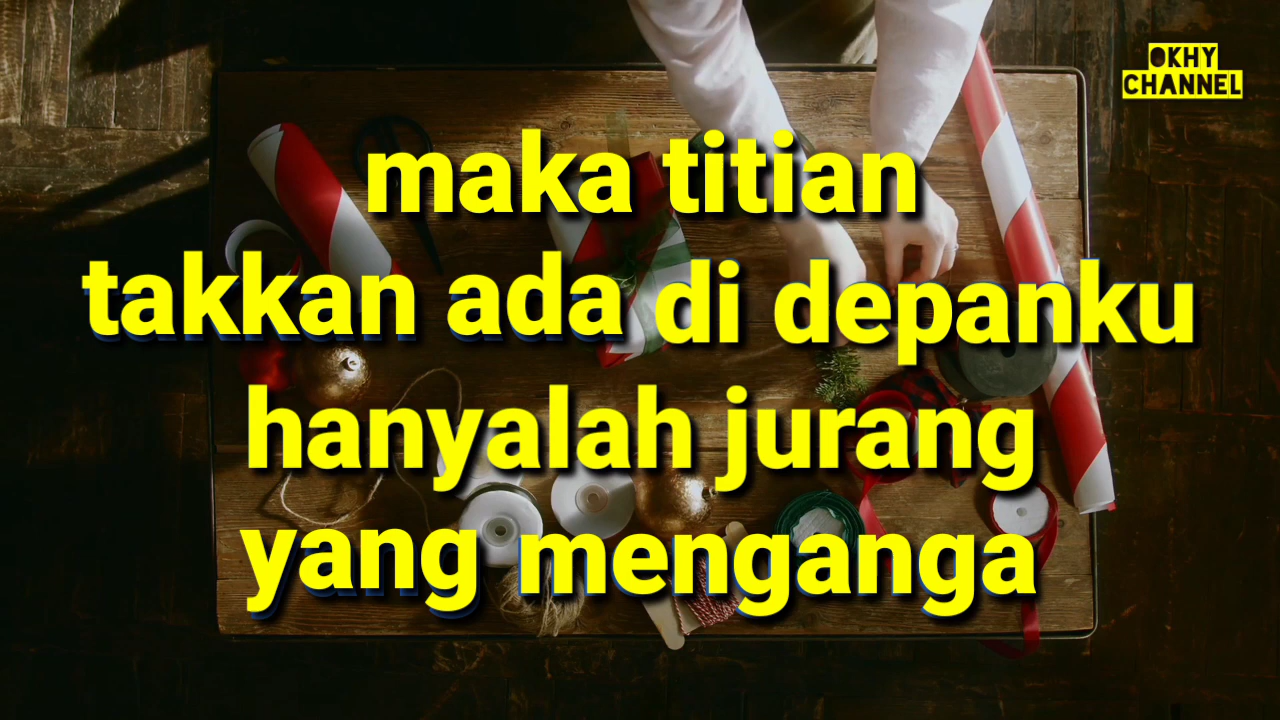 OKHY
CHANNEL
maka titian
takkan ada di depanku
hanyalah jurang
yang menganga